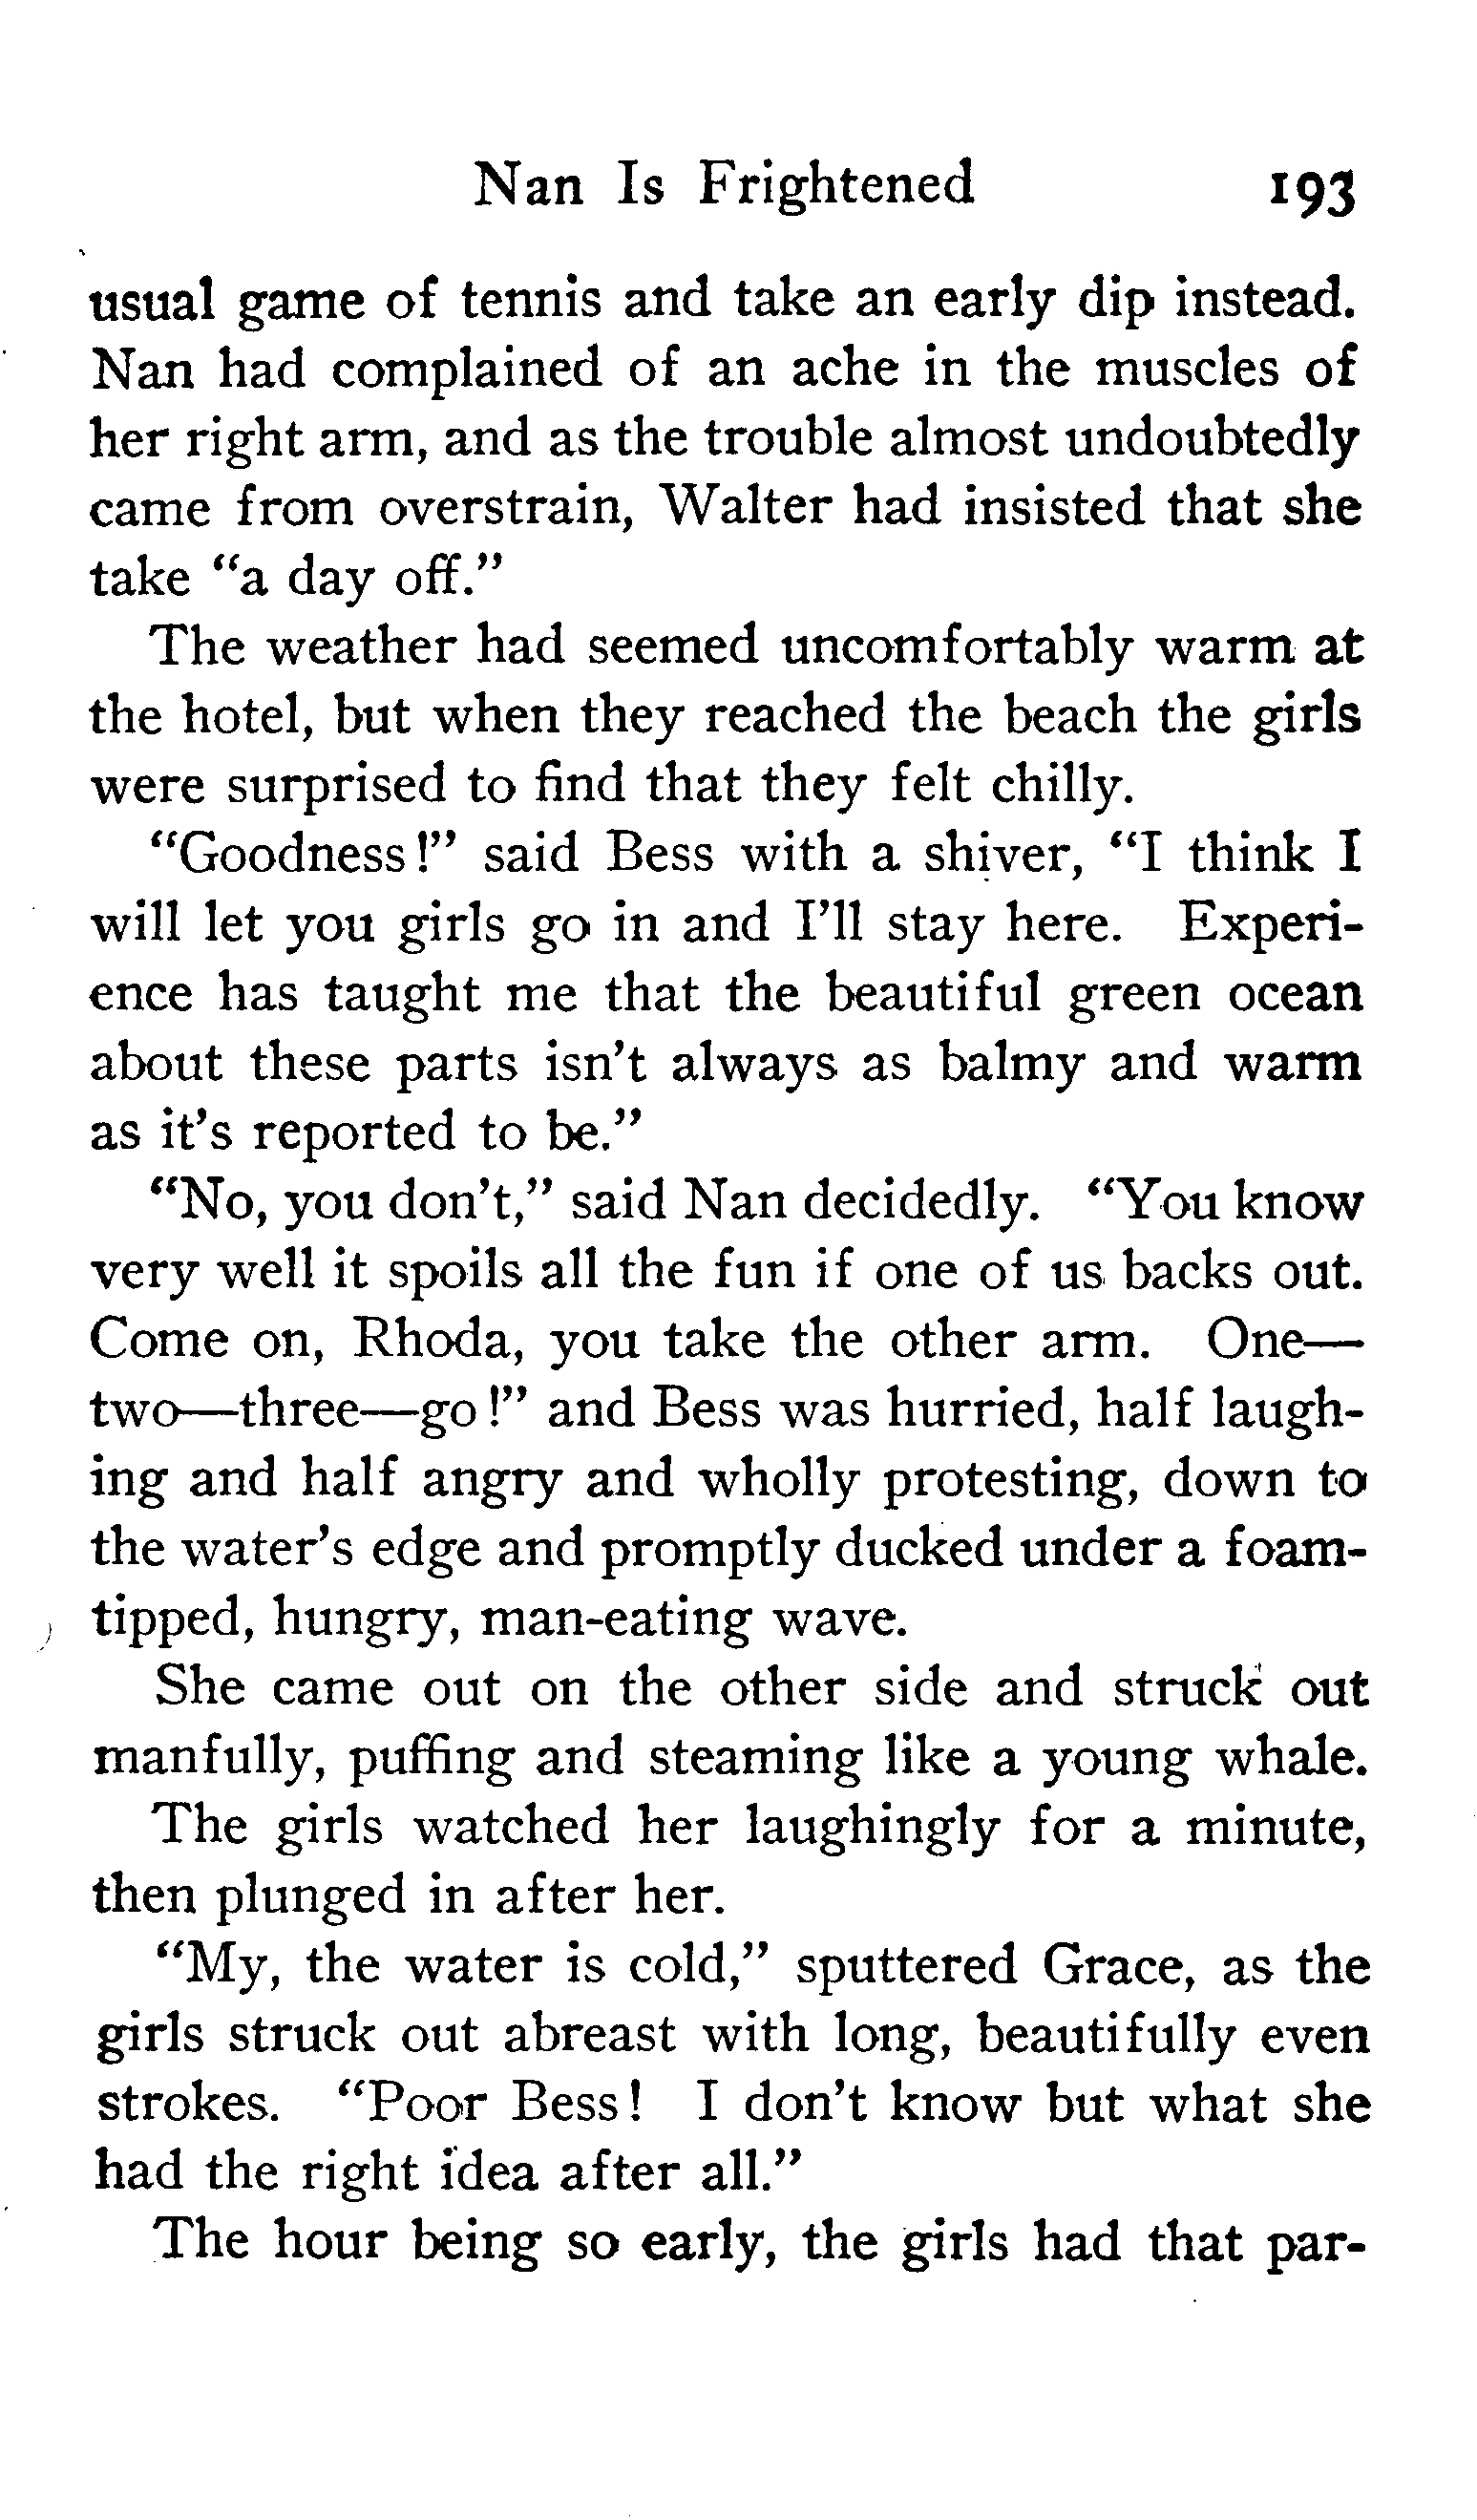 Nan Is Frightened 193
usual game of tennis and take an early dip instead.
Nan had complained of an ache in the muscles of
her right arm, and as the trouble almost undoubtedly
came from overstrain, Walter had insisted that she
take "a day off."
The weather had seemed uncomfortably warm at
the hotel, but when they reached the beach the girls
were surprised to find that they felt chilly.
"Goodness!" said Bess with a shiver, "I think I
will let you girls go in and I'll stay here. Experi-
ence has taught me that the beautiful green ocean
about these parts isn't always as balmy and warm
as it's reported to be."
"No, you don't," said Nan decidedly. "You know
very well it spoils all the fun if one of us backs out.
Come on, Rhoda, you take the other arm. One—
two—three—go!" and Bess was hurried, half laugh-
ing and half angry and wholly protesting, down to
the water's edge and promptly ducked under a foam-
tipped, hungry, man-eating wave.
She came out on the other side and struck out
manfully, puffing and steaming like a young whale.
The girls watched her laughingly for a minute,
then plunged in after her.
"My, the water is cold," sputtered Grace, as the
girls struck out abreast with long, beautifully even
strokes. "Poor Bess! I don't know but what she
had the right idea after all."
The hour being so early, the girls had that par-